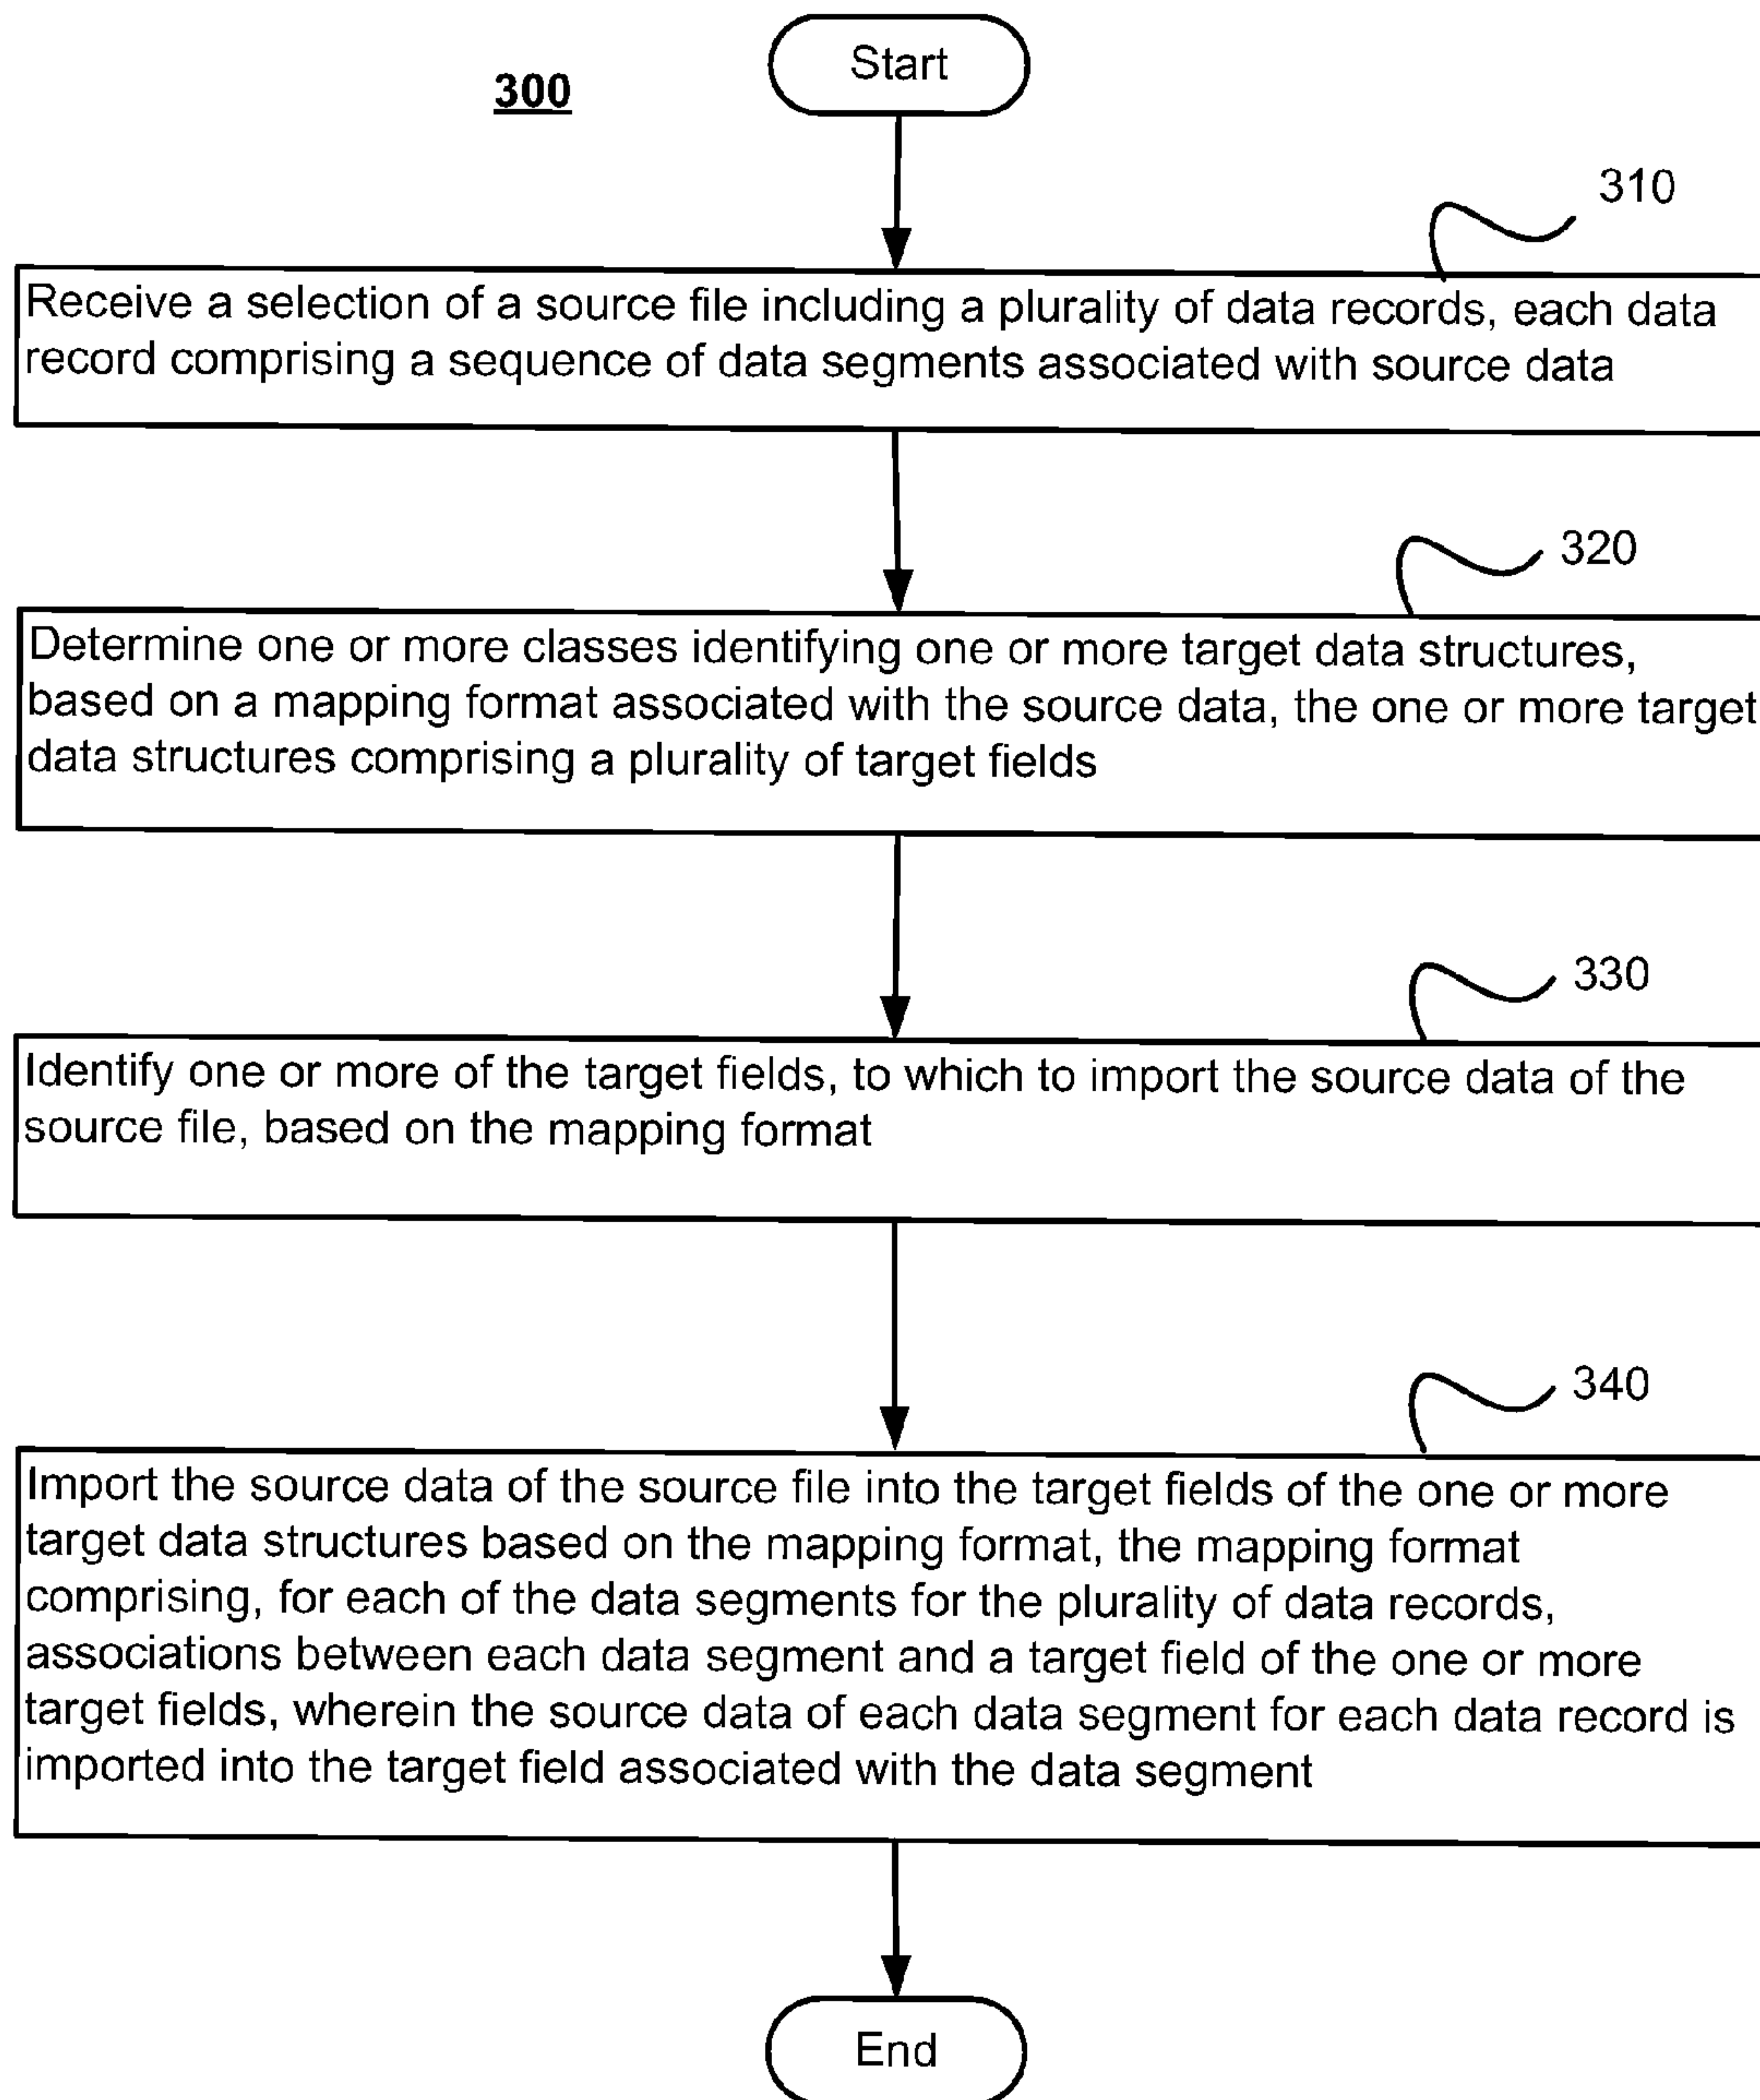 Start
300
310
Receive a selection of a source file including a plurality of data records, each data
record comprising a sequence of data segments associated with source data
320
Determine one or more classes identifying one or more target data structures,
based on a mapping format associated with the source data, the one or more target
data structures comprising a plurality of target fields
330
Identify one or more of the target fields, to which to import the source data of the
source file, based on the mapping format
340
Import the source data of the source file into the target fields of the one or more
target data structures based on the mapping format, the mapping format
comprising, for each of the data segments for the plurality of data records,
associations between each data segment and a target field of the one or more
target fields, wherein the source data of each data segment for each data record is
imported into the target field associated with the data segment
End